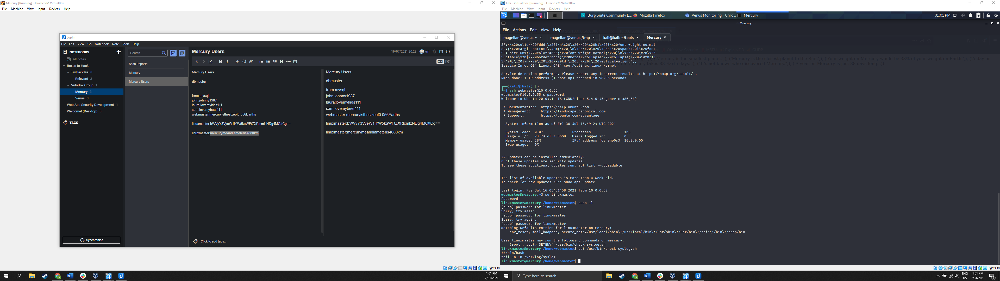 Mercury [Running] - Oracle VM VirtualBox
File Machine View Input Devices Help
Joplin
File Edit View Go Notebook Note Tools Help
NOTEBOOKS
All notes
Boxes to Hack
TryHackMe 8
Relevant 3
VulnBox Group 1
Mercury 3
Venus 3
Web App Security Development 1
Welcome! (Desktop) 5
TAGS
Synchronise
Search...
Scan Reports
Mercury
Mercury Users
Mercury Users
19/07/2021 20:23 en
Mercury Users
dbmaster
from mysql
john:johnny1987
laura:lovemykids111
sam:lovemybeer111
webmaster:mercuryisthesizeof0.056Earths
linuxmaster:bWVyY3VyeW1lYW5kaWFtZXRlcmlzNDg4MGttCg==
linuxmaster:mercurymeandiameteris4880km
Mercury Users
dbmaster
from mysql
john:johnny1987
laura:lovemykids111
sam:lovemybeer111
webmaster:mercuryisthesizeof0.056Earths
linuxmaster:bWVyY3VyeW1lYW5kaWFtZXRlcmlzNDg4MGttCg==
linuxmaster:mercurymeandiameteris4880km
Click to add tags...
Right Ctrl
1:01 PM
7/31/2021
Kali - Virtual Box [Running] - Oracle VM VirtualBox
File Machine View Input Devices Help
Burp Suite Community E... Mozilla Firefox Venus Monitoring - Chro... Mercury 01:01 PM
Mercury
File Actions Edit View Help
magellan@venus:~ × magellan@venus:/tmp × kali@kali: ~/tools × Mercury ×
SF:x\x20solid\x20#ddd;\x20}\n\x20\x20\x20\x20h1\x20{\x20font-weight:normal
SF:;\x20margin-bottom:\.4em;\x20}\n\x20\x20\x20\x20h1\x20span\x20{\x20font
SF:-size:60%;\x20color:#666;\x20font-weight:normal;\x20}\n\x20\x20\x20\x20
SF:table\x20{\x20border:none;\x20border-collapse:\x20collapse;\x20width:10
SF:0%;\x20}\n\x20\x20\x20\x20td,\x20th\x20{\x20vertical-align:");
Service Info: OS: Linux; CPE: cpe:/o:linux:linux_kernel
Service detection performed. Please report any incorrect results at https://nmap.org/submit/ .
Nmap done: 1 IP address (1 host up) scanned in 98.96 seconds
┌──(kali㉿kali)-[~]
└─$ ssh webmaster@10.0.0.55
webmaster@10.0.0.55's password:
Welcome to Ubuntu 20.04.1 LTS (GNU/Linux 5.4.0-45-generic x86_64)
* Documentation: https://help.ubuntu.com
* Management: https://landscape.canonical.com
* Support: https://ubuntu.com/advantage
System information as of Fri 30 Jul 16:49:24 UTC 2021
System load: 0.07 Processes: 105
Usage of /: 73.7% of 4.86GB Users logged in: 0
Memory usage: 28% IPv4 address for enp0s3: 10.0.0.55
Swap usage: 0%
22 updates can be installed immediately.
0 of these updates are security updates.
To see these additional updates run: apt list --upgradable
The list of available updates is more than a week old.
To check for new updates run: sudo apt update
Last login: Fri Jul 16 05:51:58 2021 from 10.0.0.53
webmaster@mercury:~$ su linuxmaster
Password:
linuxmaster@mercury:/home/webmaster$ sudo -l
[sudo] password for linuxmaster:
Sorry, try again.
[sudo] password for linuxmaster:
Sorry, try again.
[sudo] password for linuxmaster:
Matching Defaults entries for linuxmaster on mercury:
env_reset, mail_badpass, secure_path=/usr/local/sbin\:/usr/local/bin\:/usr/sbin\:/usr/bin\:/sbin\:/bin\:/snap/bin
User linuxmaster may run the following commands on mercury:
(root : root) SETENV: /usr/bin/check_syslog.sh
linuxmaster@mercury:/home/webmaster$ cat /usr/bin/check_syslog.sh
#!/bin/bash
tail -n 10 /var/log/syslog
linuxmaster@mercury:/home/webmaster$
Right Ctrl
Type here to search
ENG
US
1:01 PM
7/31/2021